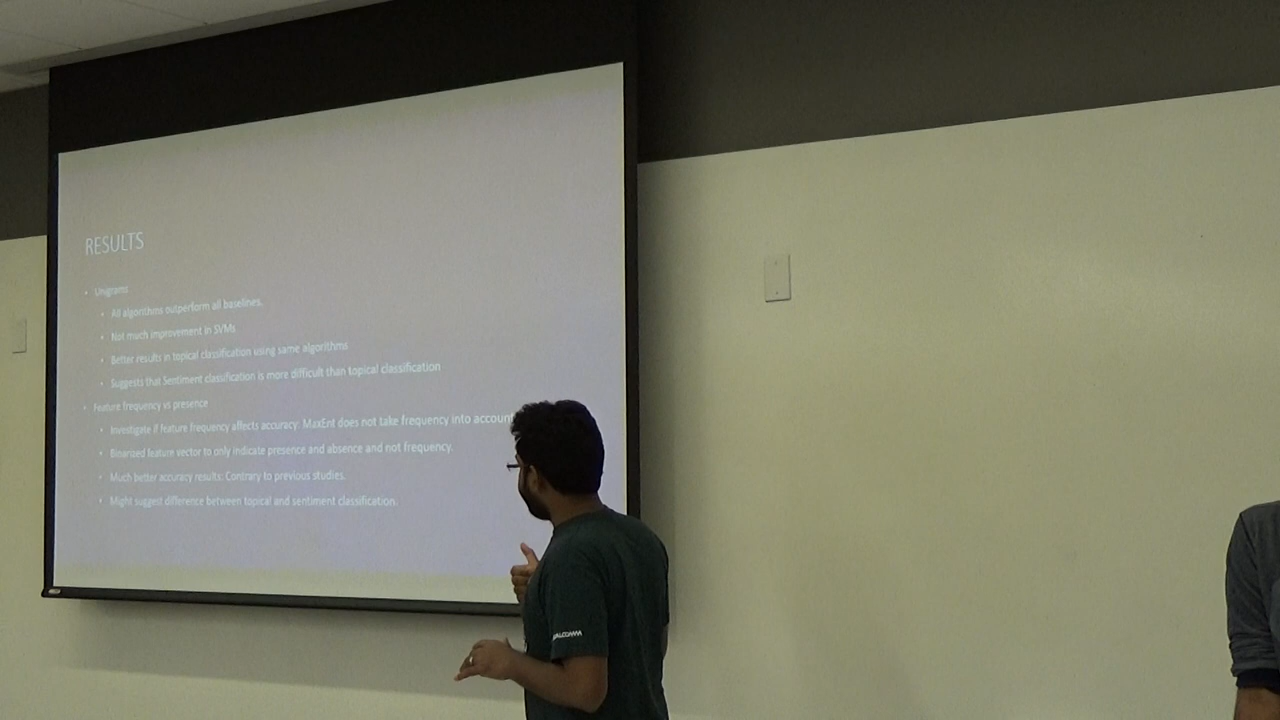 RESULTS
• Unigrams
• All algorithms outperform all baselines.
• Not much improvement in SVMs
• Better results in topical classification using same algorithms
• Suggests that Sentiment classification is more difficult than topical classification
• Feature frequency vs presence
• Investigate if feature frequency affects accuracy: MaxEnt does not take frequency into account
• Binarized feature vector to only indicate presence and absence and not frequency.
• Much better accuracy results: Contrary to previous studies.
• Might suggest difference between topical and sentiment classification.
ALCOMM